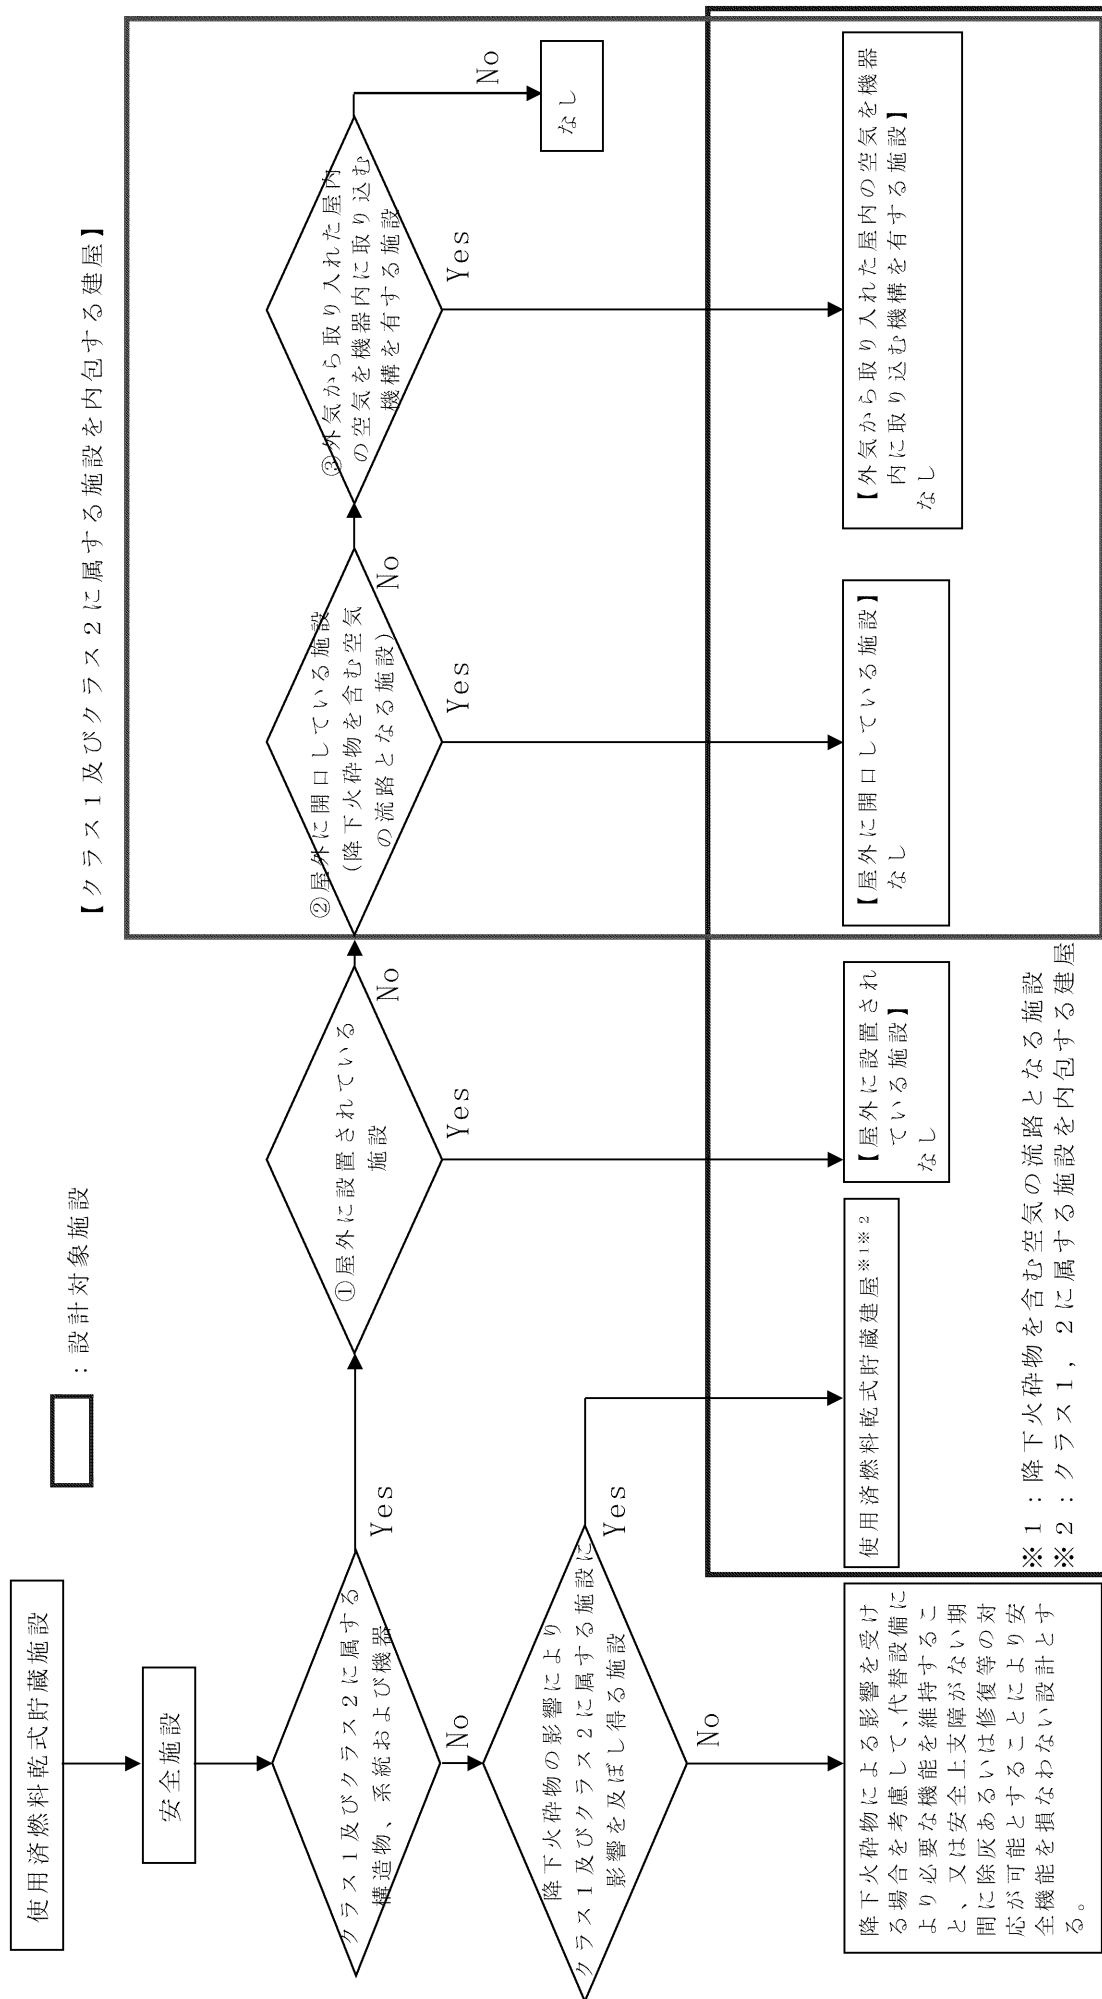 使用済燃料乾式貯蔵施設
：設計対象施設
安全施設
【クラス１及びクラス２に属する施設を内包する建屋】
クラス１及びクラス２に属する
構造物、系統および機器
Yes
No
①屋外に設置されている
施設
No
Yes
②屋外に開口している施設
(降下火砕物を含む空気
の流路となる施設)
No
Yes
③外気から取り入れた屋内
の空気を機器内に取り込む
機構を有する施設
No
Yes
なし
降下火砕物の影響により
クラス１及びクラス２に属する施設に
影響を及ぼし得る施設
Yes
No
降下火砕物による影響を受け
る場合を考慮して、代替設備に
より必要な機能を維持するこ
と、又は安全上支障がない期
間に除灰あるいは修復等の対
応が可能とすることにより安
全機能を損なわない設計とす
る。
使用済燃料乾式貯蔵建屋※１※２
【屋外に設置され
ている施設】
なし
【屋外に開口している施設】
なし
【外気から取り入れた屋内の空気を機器
内に取り込む機構を有する施設】
なし
※１：降下火砕物を含む空気の流路となる施設
※２：クラス１，２に属する施設を内包する建屋